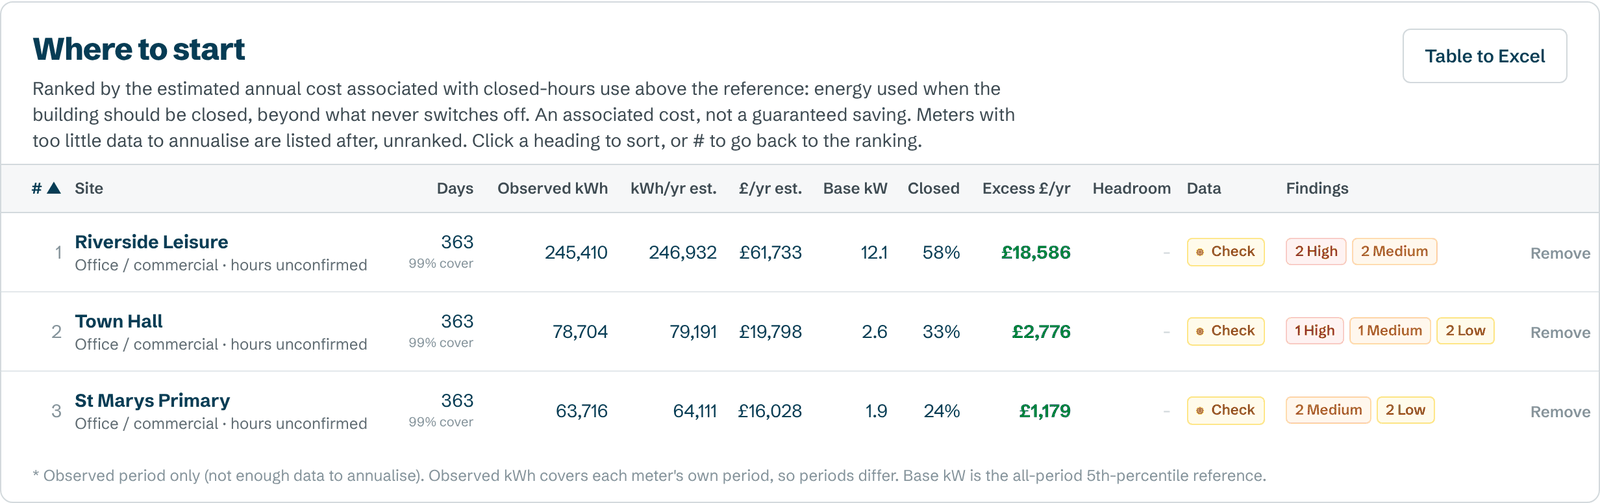 Where to start
Table to Excel
Ranked by the estimated annual cost associated with closed-hours use above the reference: energy used when the
building should be closed, beyond what never switches off. An associated cost, not a guaranteed saving. Meters with
too little data to annualise are listed after, unranked. Click a heading to sort, or # to go back to the ranking.
# ▲ Site Days Observed kWh kWh/yr est. £/yr est. Base kW Closed Excess £/yr Headroom Data Findings
1 Riverside Leisure 363 245,410 246,932 £61,733 12.1 58% £18,586 - Check 2 High 2 Medium Remove
Office / commercial · hours unconfirmed 99% cover
2 Town Hall 363 78,704 79,191 £19,798 2.6 33% £2,776 - Check 1 High 1 Medium 2 Low Remove
Office / commercial · hours unconfirmed 99% cover
3 St Marys Primary 363 63,716 64,111 £16,028 1.9 24% £1,179 - Check 2 Medium 2 Low Remove
Office / commercial · hours unconfirmed 99% cover
* Observed period only (not enough data to annualise). Observed kWh covers each meter's own period, so periods differ. Base kW is the all-period 5th-percentile reference.